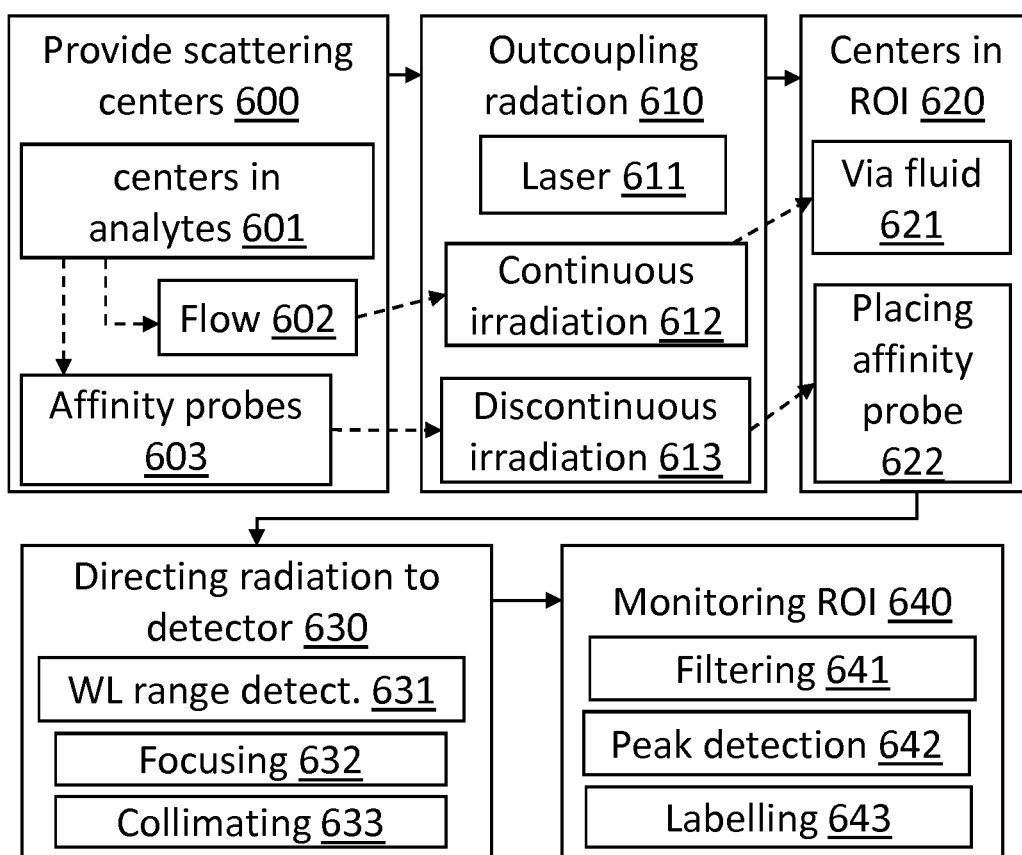 Provide scattering
centers 600
centers in
analytes 601
Flow 602
Affinity probes
603
Outcoupling
radation 610
Laser 611
Continuous
irradiation 612
Discontinuous
irradiation 613
Centers in
ROI 620
Via fluid
621
Placing
affinity
probe
622
Directing radiation to
detector 630
WL range detect. 631
Focusing 632
Collimating 633
Monitoring ROI 640
Filtering 641
Peak detection 642
Labelling 643